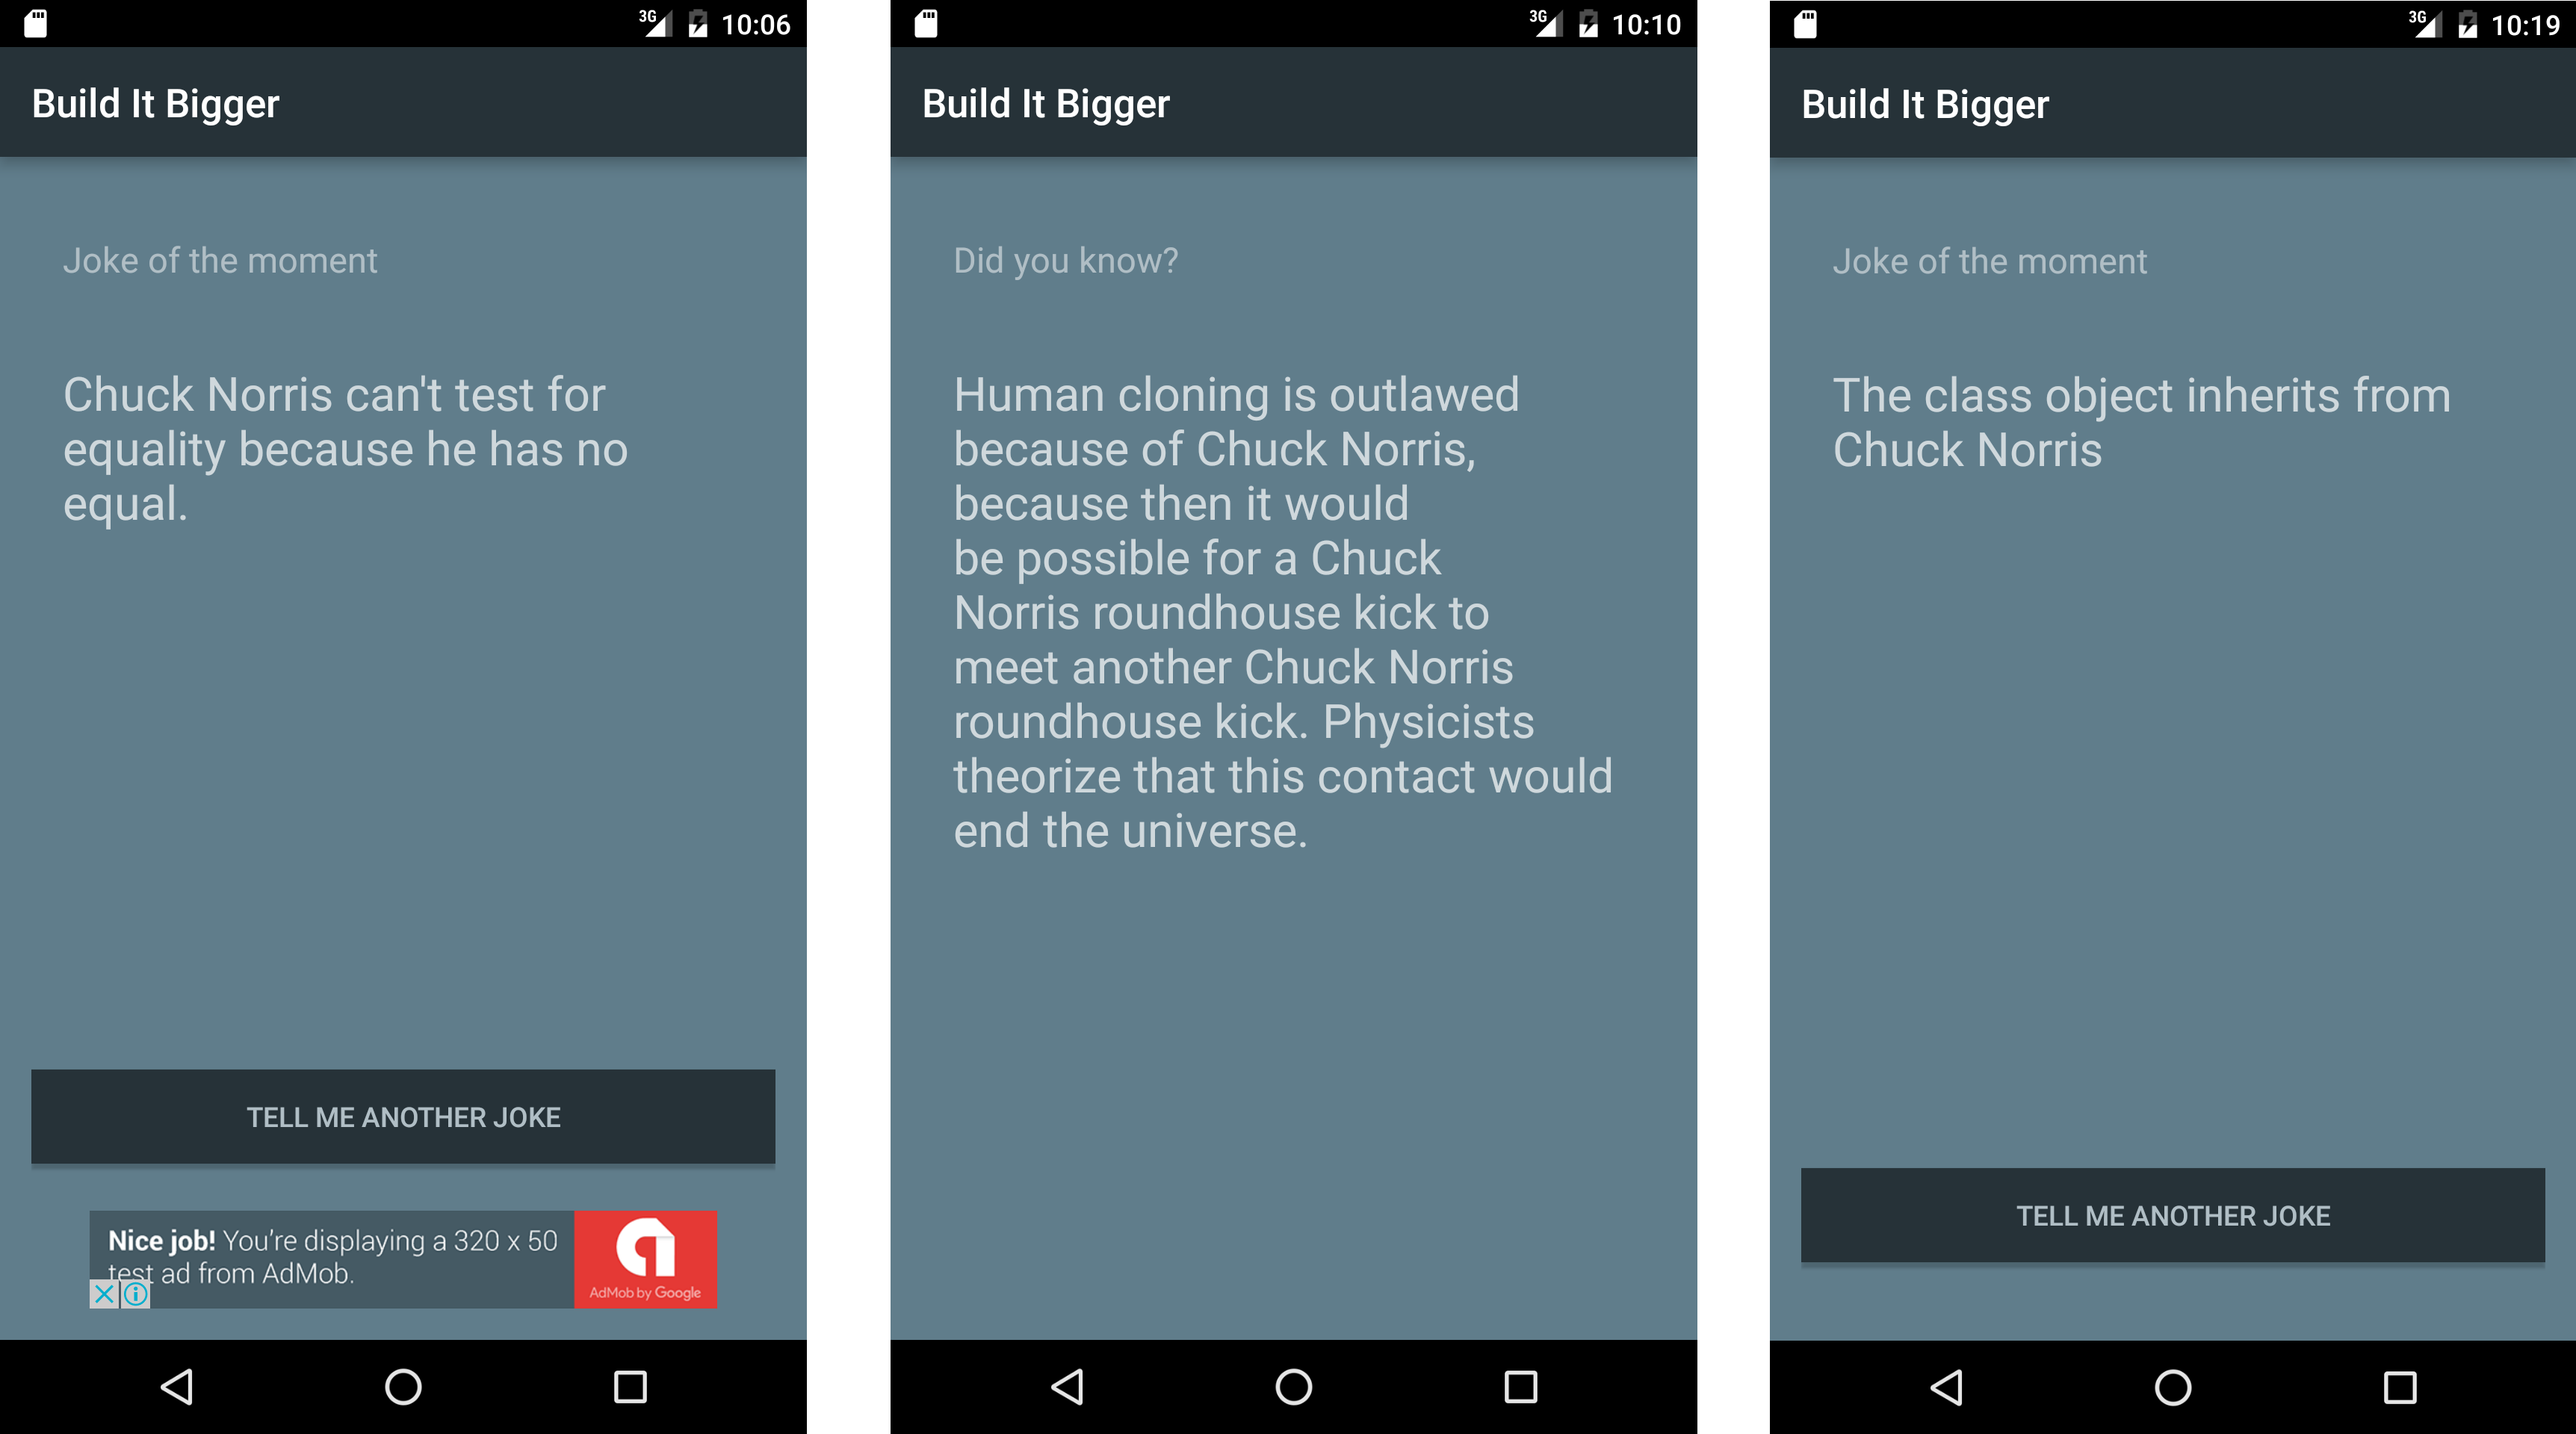 3G 10:06
Build It Bigger
Joke of the moment
Chuck Norris can't test for
equality because he has no
equal.
TELL ME ANOTHER JOKE
Nice job! You're displaying a 320 x 50
test ad from AdMob.
AdMob by Google
3G 10:10
Build It Bigger
Did you know?
Human cloning is outlawed
because of Chuck Norris,
because then it would
be possible for a Chuck
Norris roundhouse kick to
meet another Chuck Norris
roundhouse kick. Physicists
theorize that this contact would
end the universe.
3G 10:19
Build It Bigger
Joke of the moment
The class object inherits from
Chuck Norris
TELL ME ANOTHER JOKE